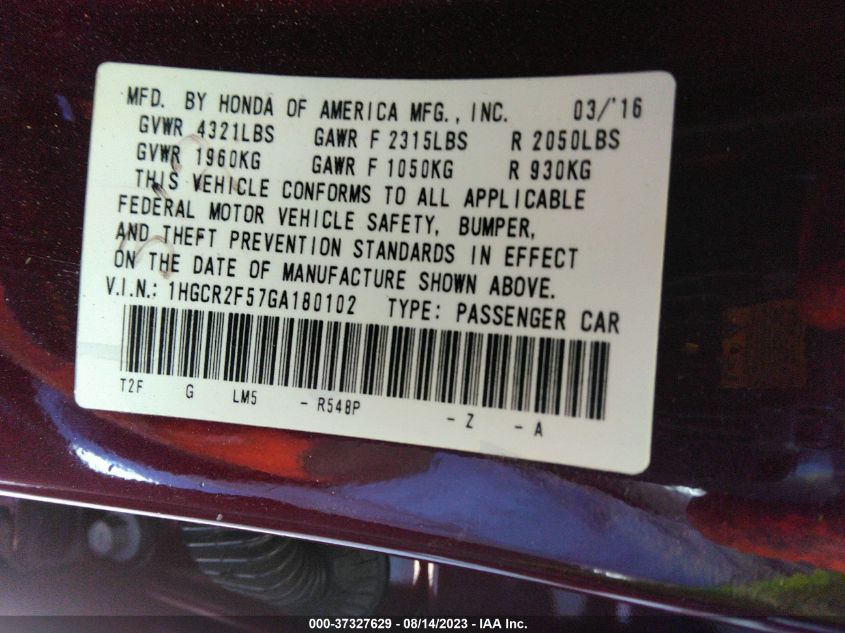 MFD. BY HONDA OF AMERICA MFG., INC. 03/'16
GVWR 4321LBS GAWR F 2315LBS R 2050LBS
GVWR 1960KG GAWR F 1050KG R 930KG
THIS VEHICLE CONFORMS TO ALL APPLICABLE
FEDERAL MOTOR VEHICLE SAFETY, BUMPER,
AND THEFT PREVENTION STANDARDS IN EFFECT
ON THE DATE OF MANUFACTURE SHOWN ABOVE.
V.I.N.: 1HGCR2F57GA180102 TYPE: PASSENGER CAR
T2F G LM5 - R548P - Z - A
000-37327629 - 08/14/2023 - IAA Inc.